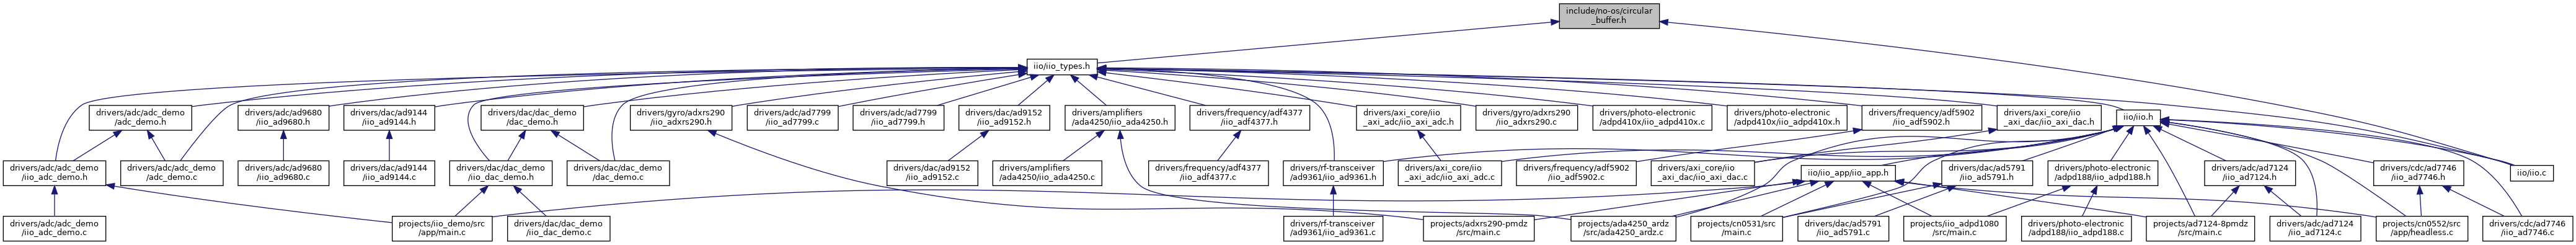 include/no-os/circular
_buffer.h
iio/iio_types.h
drivers/adc/adc_demo
/adc_demo.h
drivers/adc/ad9680
/iio_ad9680.h
drivers/dac/ad9144
/iio_ad9144.h
drivers/dac/dac_demo
/dac_demo.h
drivers/gyro/adxrs290
/iio_adxrs290.h
drivers/adc/ad7799
/iio_ad7799.c
drivers/adc/ad7799
/iio_ad7799.h
drivers/dac/ad9152
/iio_ad9152.h
drivers/amplifiers
/ada4250/iio_ada4250.h
drivers/frequency/adf4377
/iio_adf4377.h
drivers/axi_core/iio
_axi_adc/iio_axi_adc.h
drivers/gyro/adxrs290
/iio_adxrs290.c
drivers/photo-electronic
/adpd410x/iio_adpd410x.c
drivers/photo-electronic
/adpd410x/iio_adpd410x.h
drivers/frequency/adf5902
/iio_adf5902.h
drivers/axi_core/iio
_axi_dac/iio_axi_dac.h
iio/iio.h
drivers/adc/adc_demo
/iio_adc_demo.h
drivers/adc/adc_demo
/adc_demo.c
drivers/adc/ad9680
/iio_ad9680.c
drivers/dac/ad9144
/iio_ad9144.c
drivers/dac/dac_demo
/iio_dac_demo.h
drivers/dac/dac_demo
/dac_demo.c
drivers/dac/ad9152
/iio_ad9152.c
drivers/amplifiers
/ada4250/iio_ada4250.c
drivers/frequency/adf4377
/iio_adf4377.c
drivers/rf-transceiver
/ad9361/iio_ad9361.h
drivers/axi_core/iio
_axi_adc/iio_axi_adc.c
drivers/frequency/adf5902
/iio_adf5902.c
drivers/axi_core/iio
_axi_dac/iio_axi_dac.c
iio/iio_app/iio_app.h
drivers/dac/ad5791
/iio_ad5791.h
drivers/photo-electronic
/adpd188/iio_adpd188.h
drivers/adc/ad7124
/iio_ad7124.h
drivers/cdc/ad7746
/iio_ad7746.h
iio/iio.c
drivers/adc/adc_demo
/iio_adc_demo.c
projects/iio_demo/src
/app/main.c
drivers/dac/dac_demo
/iio_dac_demo.c
drivers/rf-transceiver
/ad9361/iio_ad9361.c
projects/adxrs290-pmdz
/src/main.c
projects/ada4250_ardz
/src/ada4250_ardz.c
projects/cn0531/src
/main.c
drivers/dac/ad5791
/iio_ad5791.c
projects/iio_adpd1080
/src/main.c
drivers/photo-electronic
/adpd188/iio_adpd188.c
projects/ad7124-8pmdz
/src/main.c
drivers/adc/ad7124
/iio_ad7124.c
projects/cn0552/src
/app/headless.c
drivers/cdc/ad7746
/iio_ad7746.c